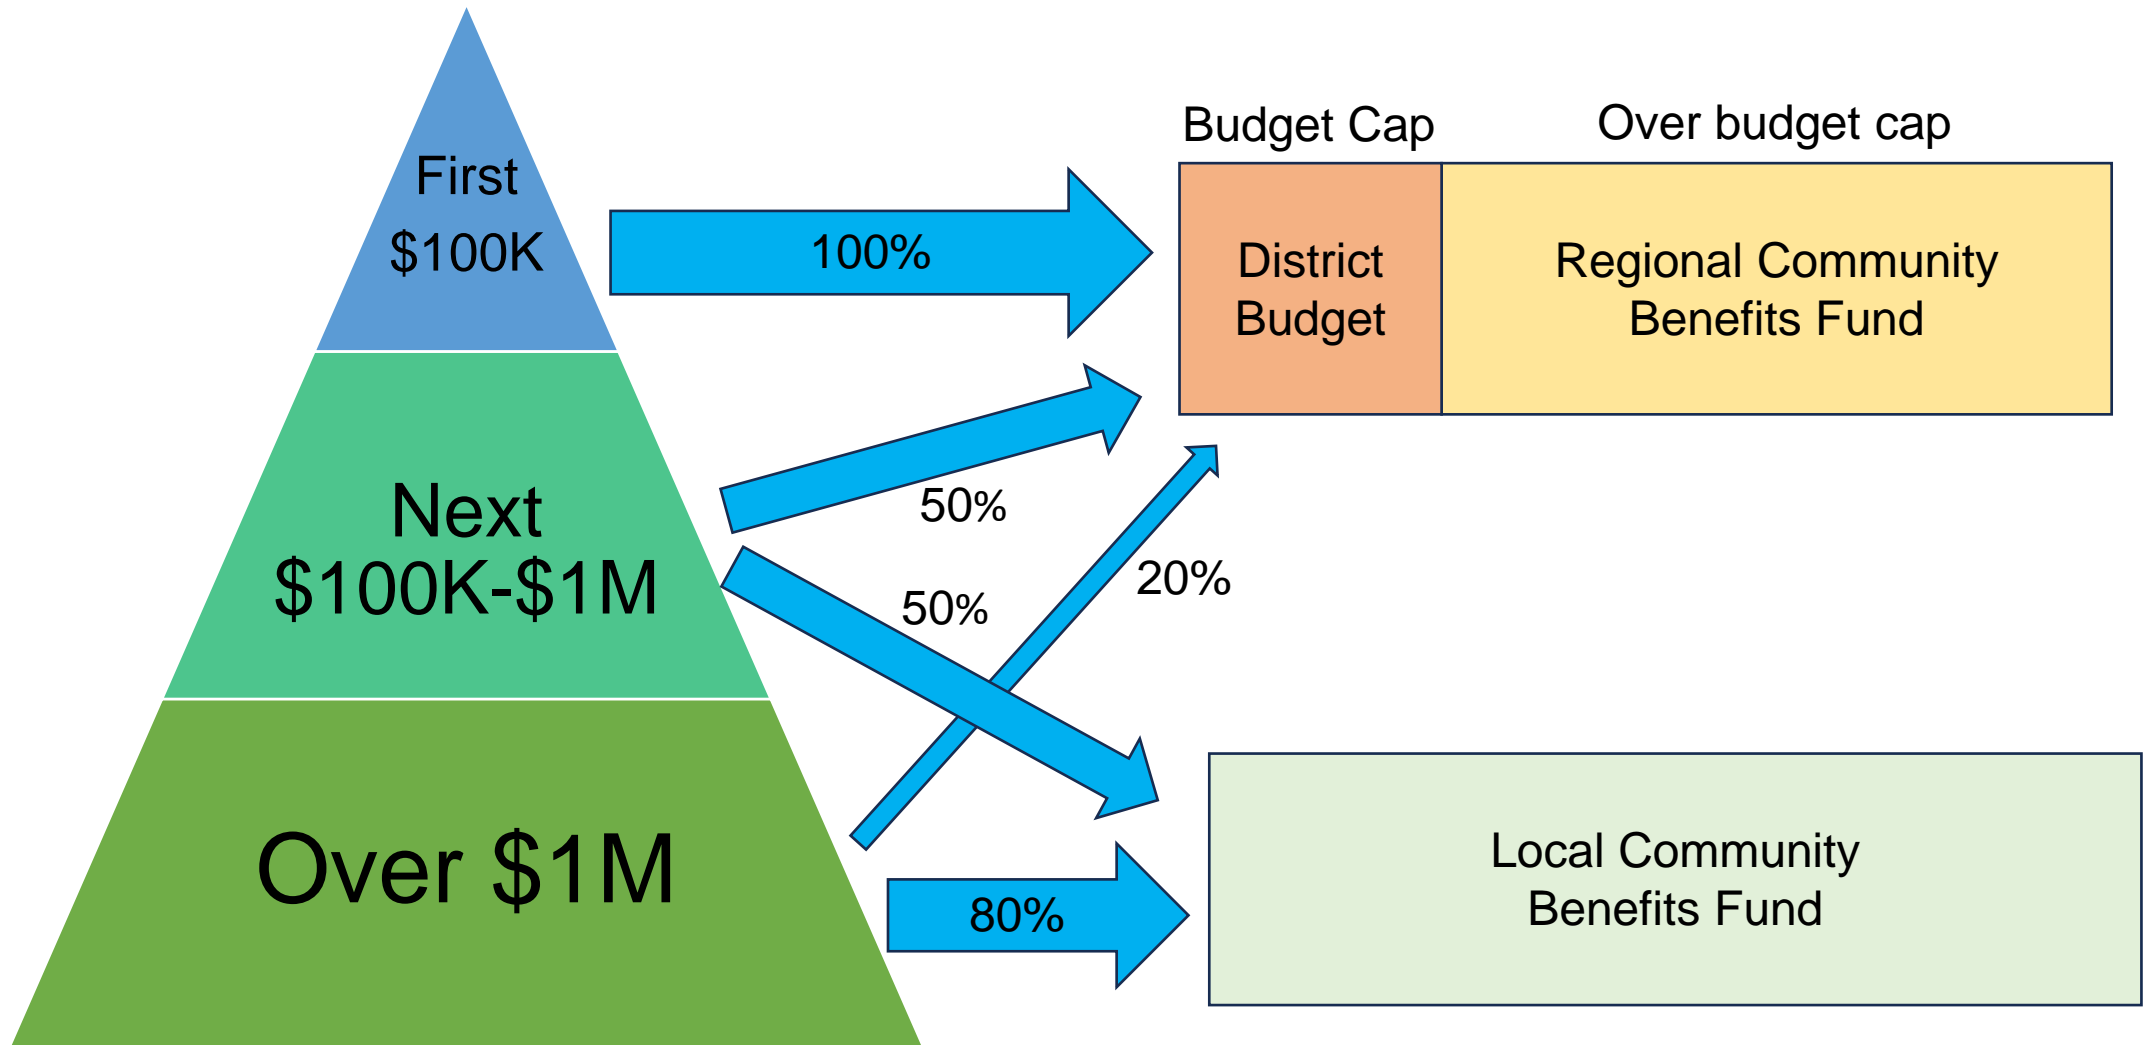 First
$100K
Next
$100K-$1M
Over $1M
100%
50%
50%
20%
80%
Budget Cap
Over budget cap
District
Budget
Regional Community
Benefits Fund
Local Community
Benefits Fund